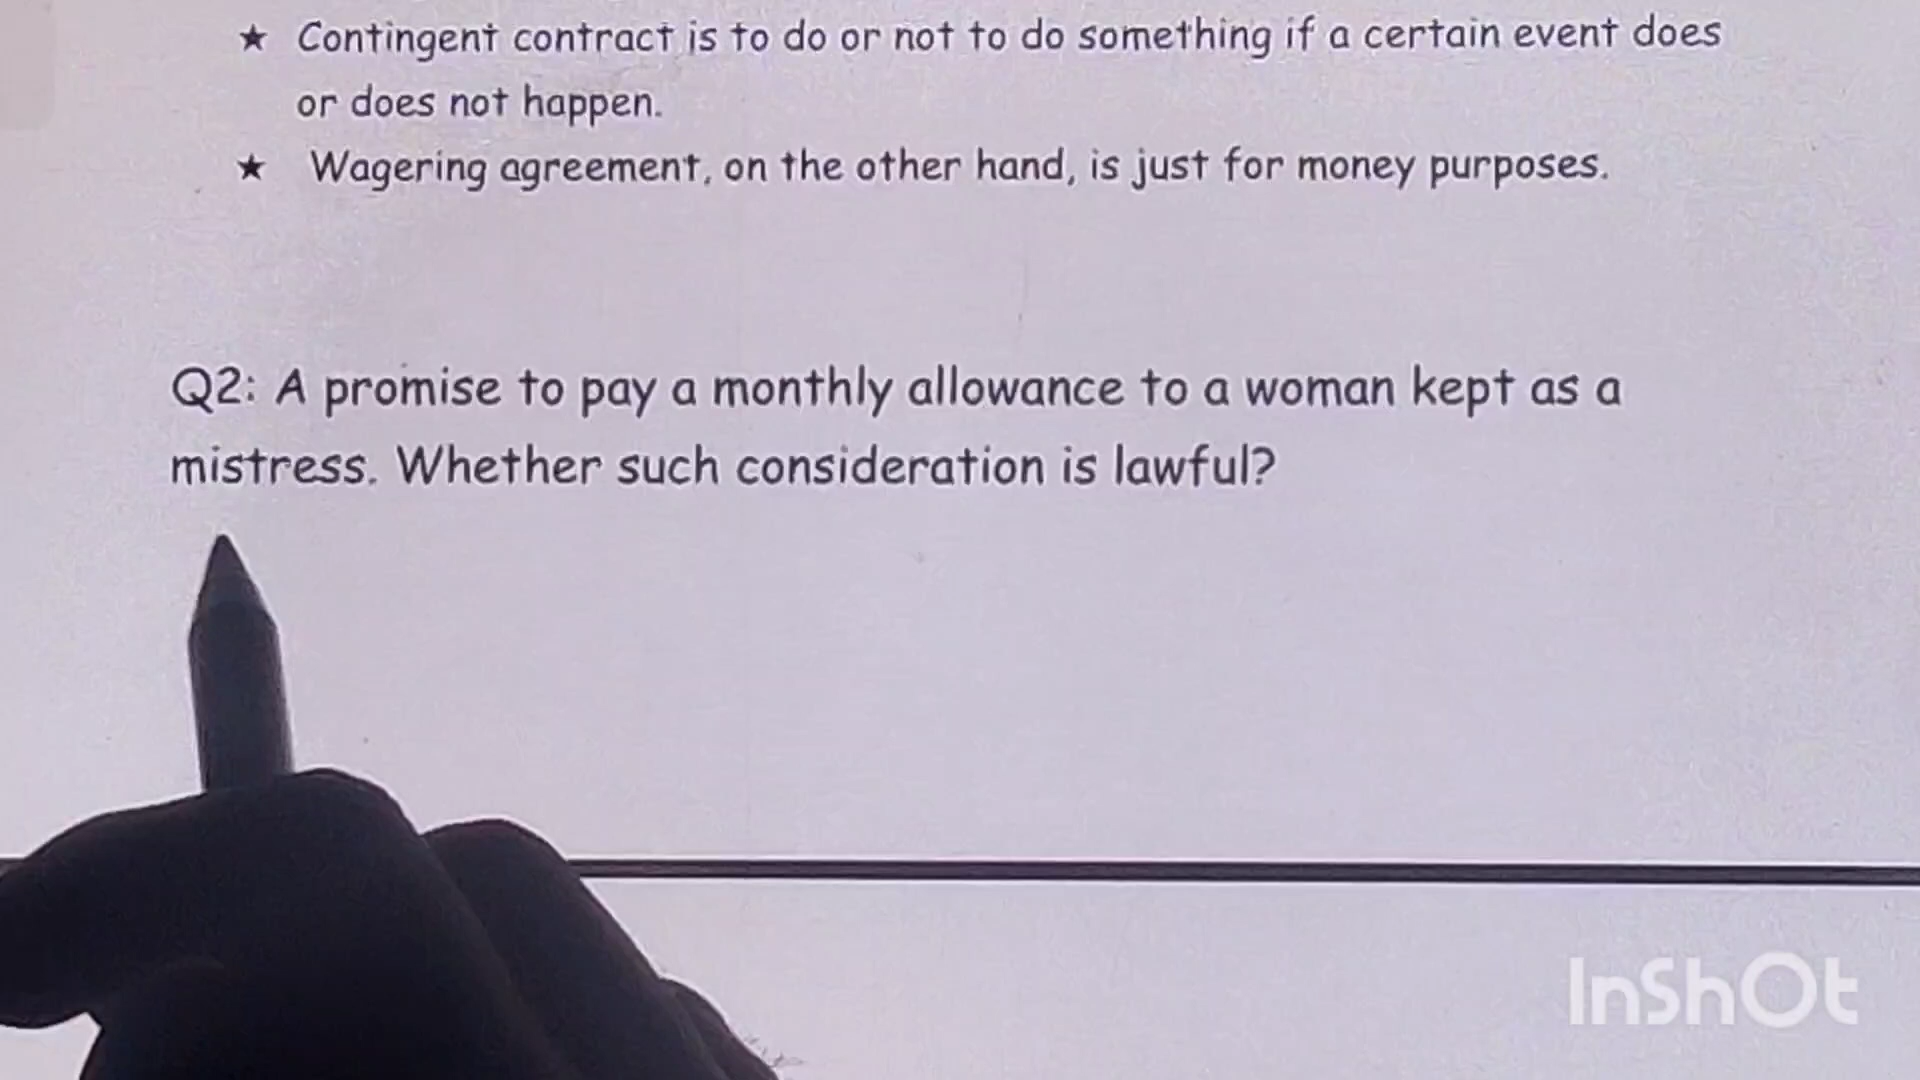 ★ Contingent contract is to do or not to do something if a certain event does
or does not happen.
★ Wagering agreement, on the other hand, is just for money purposes.
Q2: A promise to pay a monthly allowance to a woman kept as a
mistress. Whether such consideration is lawful?
InShOt